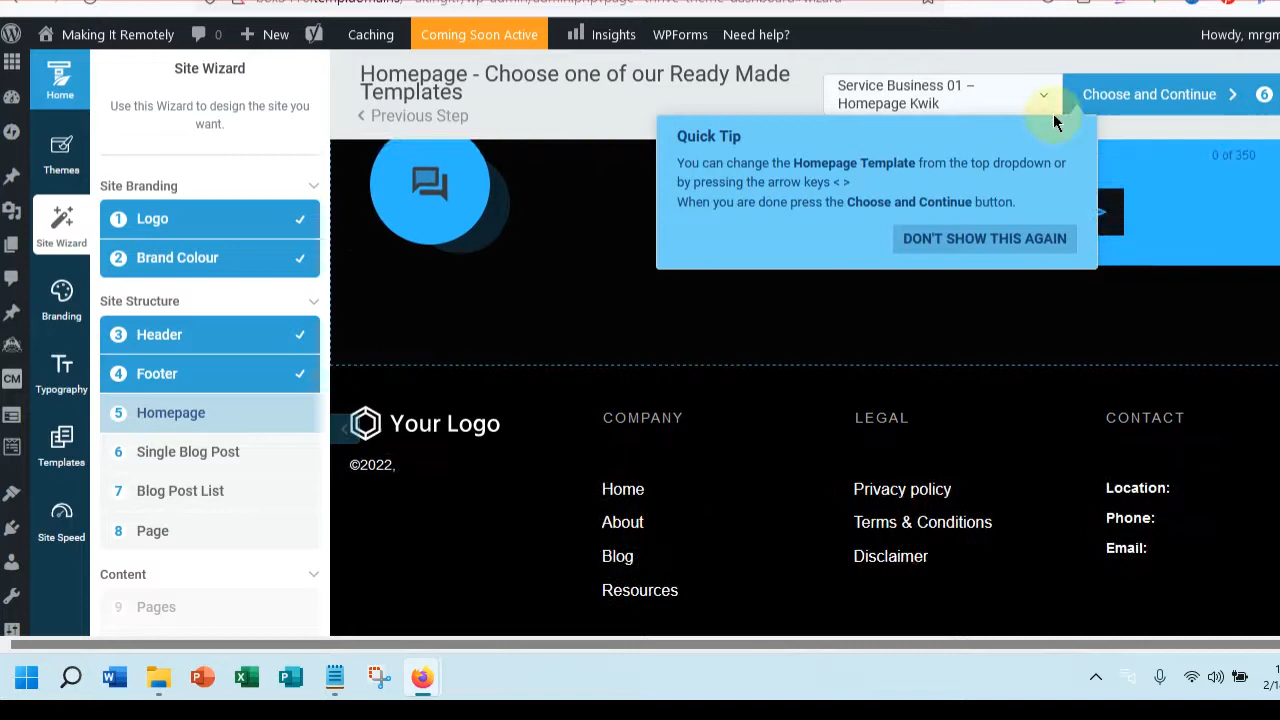 Making It Remotely
0
New
Caching
Coming Soon Active
Insights
WPForms
Need help?
Howdy, mrgm
Home
Themes
Site Wizard
Branding
Typography
Templates
Site Speed
CM
Site Wizard
Use this Wizard to design the site you
want.
Site Branding
1 Logo
2 Brand Colour
Site Structure
3 Header
4 Footer
5 Homepage
6 Single Blog Post
7 Blog Post List
8 Page
Content
9 Pages
Homepage - Choose one of our Ready Made
Templates
Previous Step
Service Business 01 –
Homepage Kwik
Choose and Continue
6
Quick Tip
You can change the Homepage Template from the top dropdown or
by pressing the arrow keys < >
When you are done press the Choose and Continue button.
DON'T SHOW THIS AGAIN
0 of 350
Your Logo
©2022,
COMPANY
Home
About
Blog
Resources
LEGAL
Privacy policy
Terms & Conditions
Disclaimer
CONTACT
Location:
Phone:
Email: